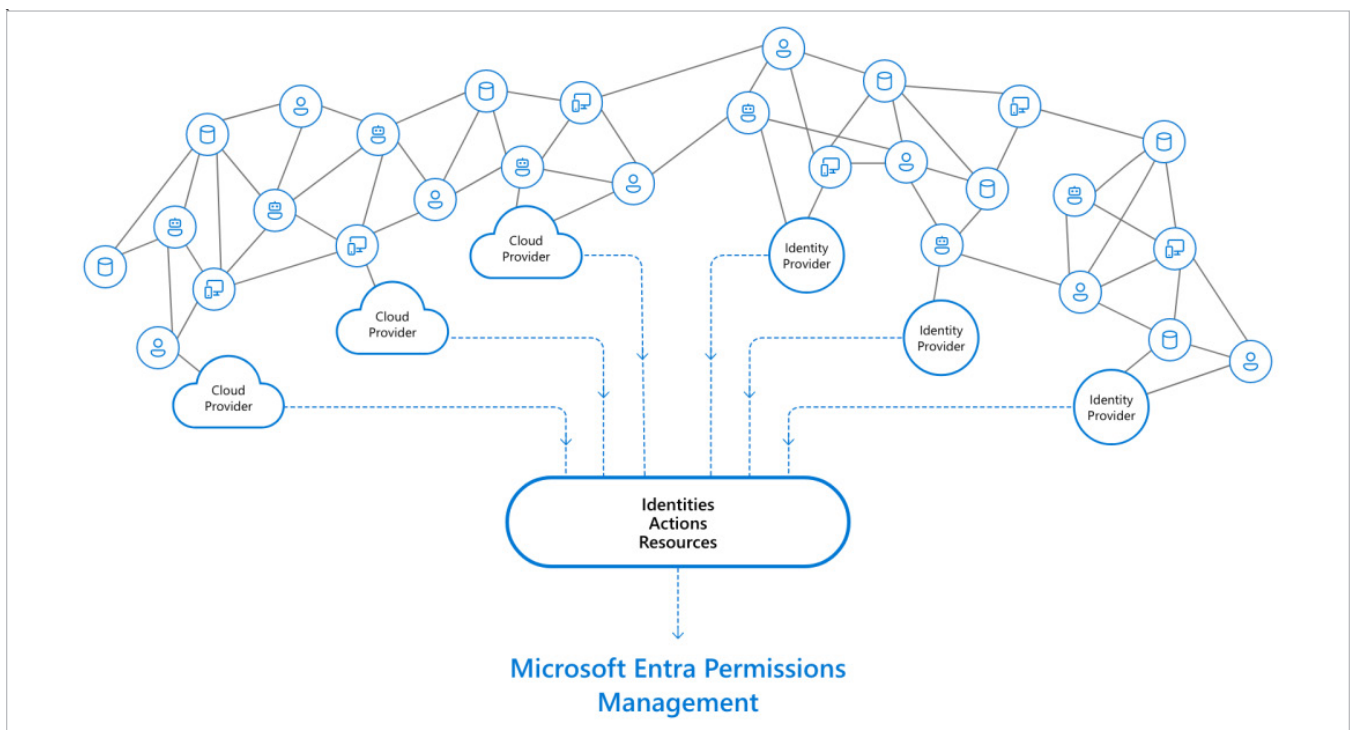 Cloud
Provider
Identity
Provider
Cloud
Provider
Identity
Provider
Cloud
Provider
Identity
Provider
Identities
Actions
Resources
Microsoft Entra Permissions
Management